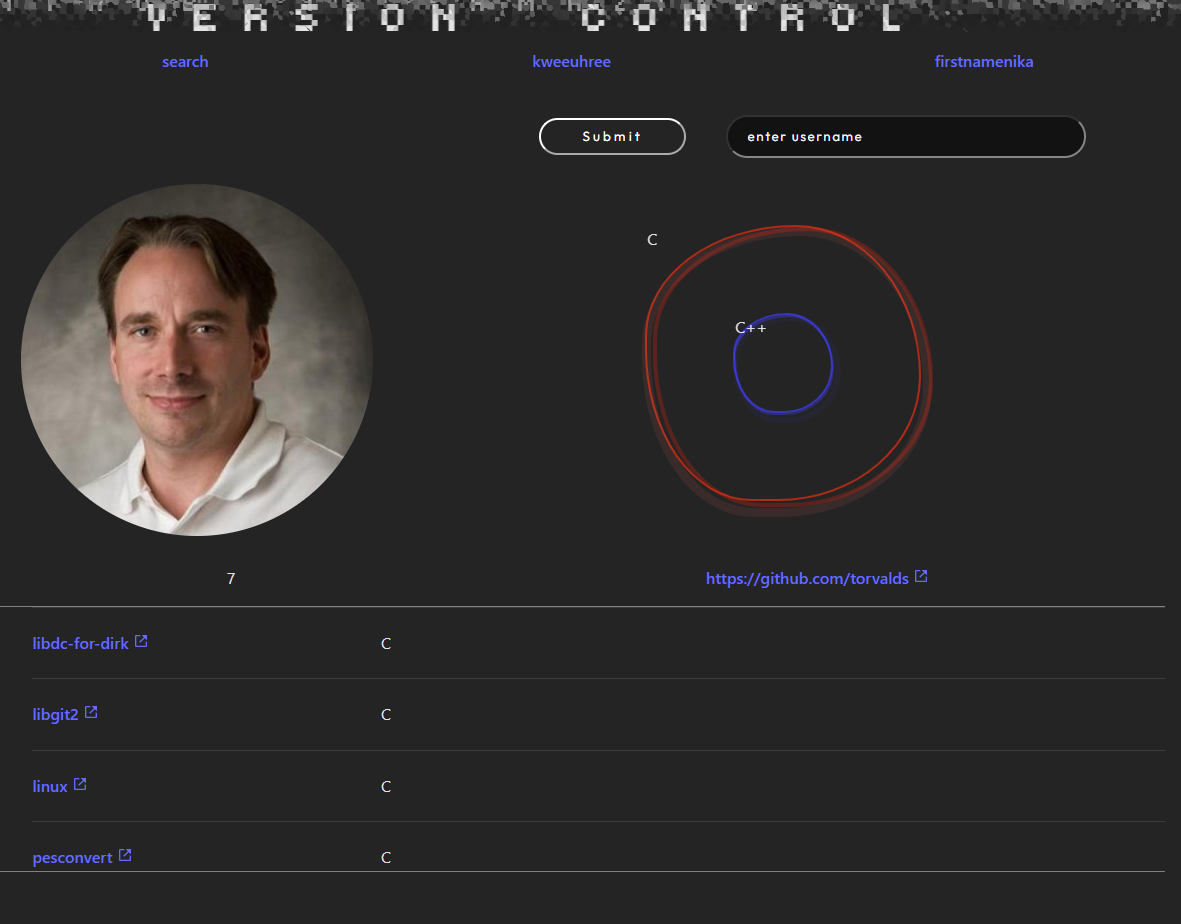 VERSION CONTROL
search kweeuhree firstnamenika
Submit enter username
C
C++
7 https://github.com/torvalds
libdc-for-dirk C
libgit2 C
linux C
pesconvert C